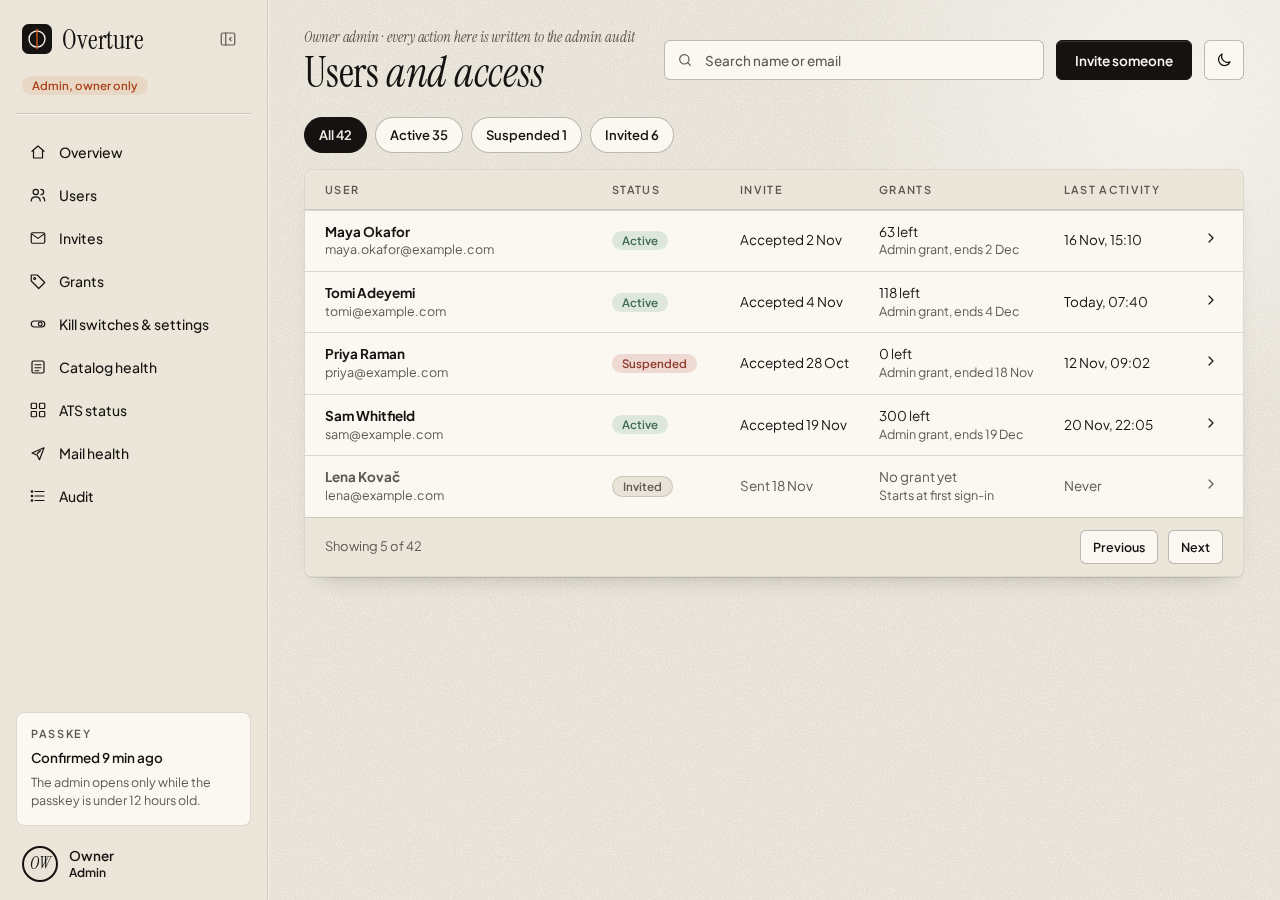 Overture
Admin, owner only
Overview
Users
Invites
Grants
Kill switches & settings
Catalog health
ATS status
Mail health
Audit
PASSKEY
Confirmed 9 min ago
The admin opens only while the
passkey is under 12 hours old.
OW
Owner
Admin
Owner admin · every action here is written to the admin audit
Users and access
Search name or email
Invite someone
All 42
Active 35
Suspended 1
Invited 6
USER STATUS INVITE GRANTS LAST ACTIVITY
Maya Okafor
maya.okafor@example.com
Active
Accepted 2 Nov
63 left
Admin grant, ends 2 Dec
16 Nov, 15:10
Tomi Adeyemi
tomi@example.com
Active
Accepted 4 Nov
118 left
Admin grant, ends 4 Dec
Today, 07:40
Priya Raman
priya@example.com
Suspended
Accepted 28 Oct
0 left
Admin grant, ended 18 Nov
12 Nov, 09:02
Sam Whitfield
sam@example.com
Active
Accepted 19 Nov
300 left
Admin grant, ends 19 Dec
20 Nov, 22:05
Lena Kovač
lena@example.com
Invited
Sent 18 Nov
No grant yet
Starts at first sign-in
Never
Showing 5 of 42
Previous
Next